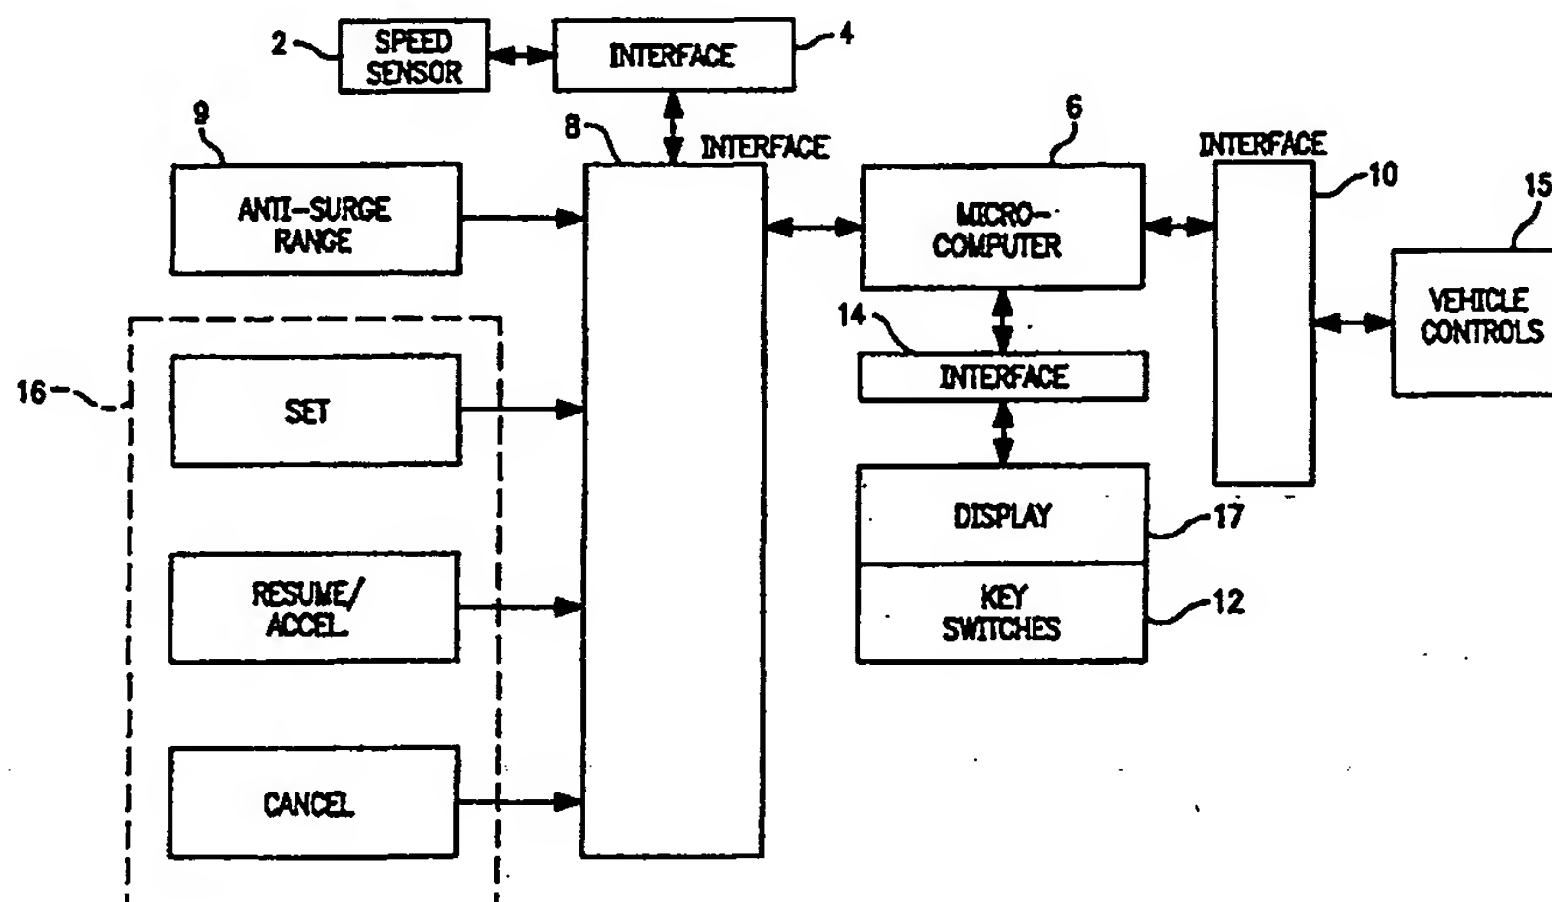 2
SPEED
SENSOR
INTERFACE
4
9
8
INTERFACE
6
INTERFACE
10
15
ANTI-SURGE
RANGE
MICRO-
COMPUTER
VEHICLE
CONTROLS
14
INTERFACE
16
SET
DISPLAY
17
RESUME/
ACCEL.
KEY
SWITCHES
12
CANCEL